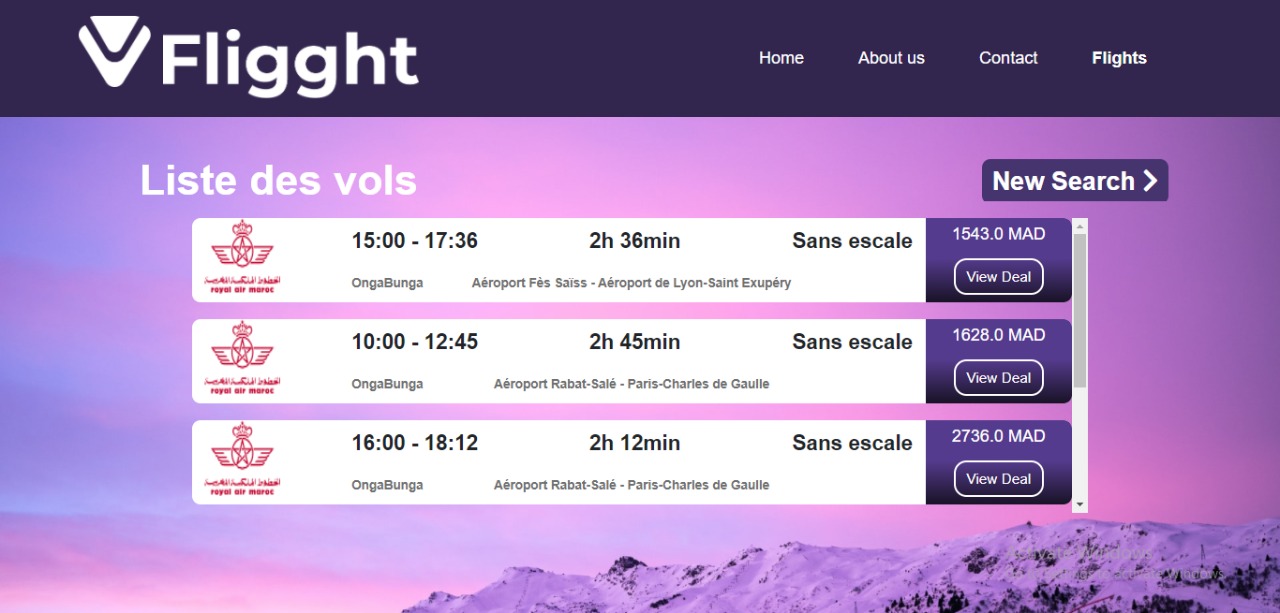 Fligght
Home About us Contact Flights
Liste des vols
New Search
15:00 - 17:36 2h 36min Sans escale 1543.0 MAD
الخطوط الملكية المغربية
royal air maroc
OngaBunga Aéroport Fès Saïss - Aéroport de Lyon-Saint Exupéry View Deal
10:00 - 12:45 2h 45min Sans escale 1628.0 MAD
الخطوط الملكية المغربية
royal air maroc
OngaBunga Aéroport Rabat-Salé - Paris-Charles de Gaulle View Deal
16:00 - 18:12 2h 12min Sans escale 2736.0 MAD
الخطوط الملكية المغربية
royal air maroc
OngaBunga Aéroport Rabat-Salé - Paris-Charles de Gaulle View Deal
Windows
Windows